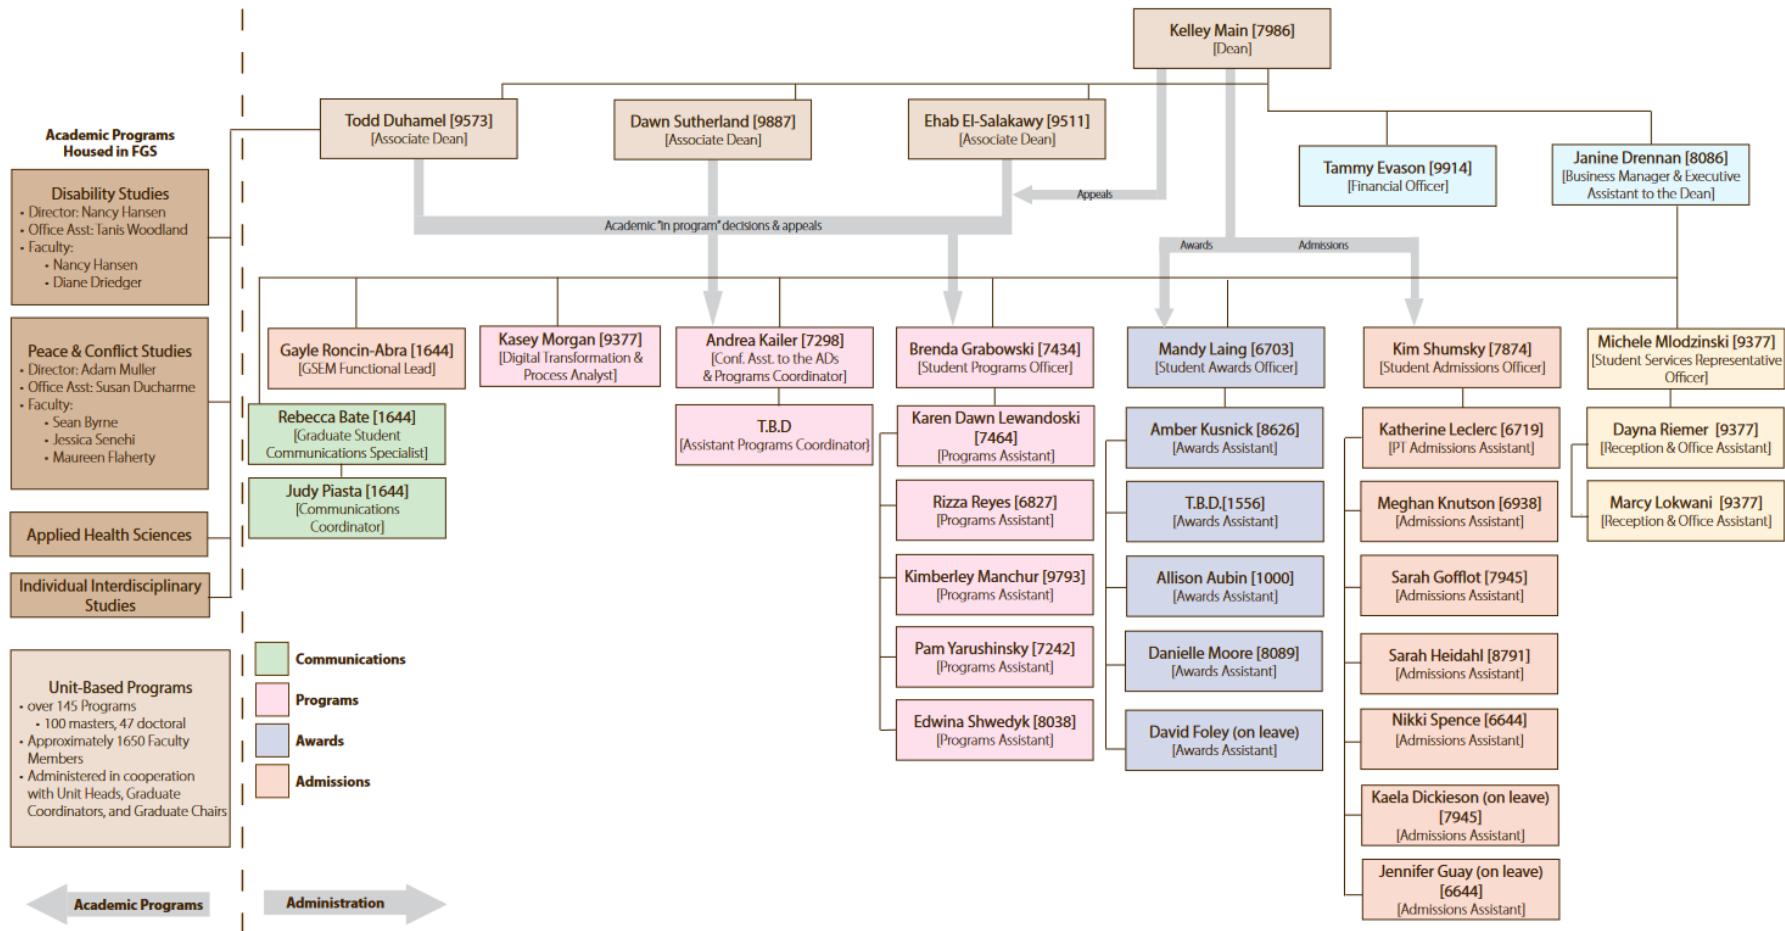 Kelley Main [7986]
[Dean]
Todd Duhamel [9573]
[Associate Dean]
Dawn Sutherland [9887]
[Associate Dean]
Ehab El-Salakawy [9511]
[Associate Dean]
Tammy Evason [9914]
[Financial Officer]
Janine Drennan [8086]
[Business Manager & Executive
Assistant to the Dean]
Appeals
Academic "in program" decisions & appeals
Awards
Admissions
Academic Programs
Housed in FGS
Disability Studies
• Director: Nancy Hansen
• Office Asst: Tanis Woodland
• Faculty:
• Nancy Hansen
• Diane Driedger
Peace & Conflict Studies
• Director: Adam Muller
• Office Asst: Susan Ducharme
• Faculty:
• Sean Byrne
• Jessica Senehi
• Maureen Flaherty
Applied Health Sciences
Individual Interdisciplinary
Studies
Unit-Based Programs
• over 145 Programs
• 100 masters, 47 doctoral
• Approximately 1650 Faculty
Members
• Administered in cooperation
with Unit Heads, Graduate
Coordinators, and Graduate Chairs
Academic Programs
Gayle Roncin-Abra [1644]
[GSEM Functional Lead]
Rebecca Bate [1644]
[Graduate Student
Communications Specialist]
Judy Piasta [1644]
[Communications
Coordinator]
Kasey Morgan [9377]
[Digital Transformation &
Process Analyst]
Andrea Kailer [7298]
[Conf. Asst. to the ADs
& Programs Coordinator]
T.B.D
[Assistant Programs Coordinator}
Brenda Grabowski [7434]
[Student Programs Officer]
Karen Dawn Lewandoski
[7464]
[Programs Assistant]
Rizza Reyes [6827]
[Programs Assistant]
Kimberley Manchur [9793]
[Programs Assistant]
Pam Yarushinsky [7242]
[Programs Assistant]
Edwina Shwedyk [8038]
[Programs Assistant]
Mandy Laing [6703]
[Student Awards Officer]
Amber Kusnick [8626]
[Awards Assistant]
T.B.D.[1556]
[Awards Assistant]
Allison Aubin [1000]
[Awards Assistant]
Danielle Moore [8089]
[Awards Assistant]
David Foley (on leave)
[Awards Assistant]
Kim Shumsky [7874]
[Student Admissions Officer]
Katherine Leclerc [6719]
[PT Admissions Assistant]
Meghan Knutson [6938]
[Admissions Assistant]
Sarah Gofflot [7945]
[Admissions Assistant]
Sarah Heidahl [8791]
[Admissions Assistant]
Nikki Spence [6644]
[Admissions Assistant]
Kaela Dickieson (on leave)
[7945]
[Admissions Assistant]
Jennifer Guay (on leave)
[6644]
[Admissions Assistant]
Michele Mlodzinski [9377]
[Student Services Representative
Officer]
Dayna Riemer [9377]
[Reception & Office Assistant]
Marcy Lokwani [9377]
[Reception & Office Assistant]
Communications
Programs
Awards
Admissions
Administration